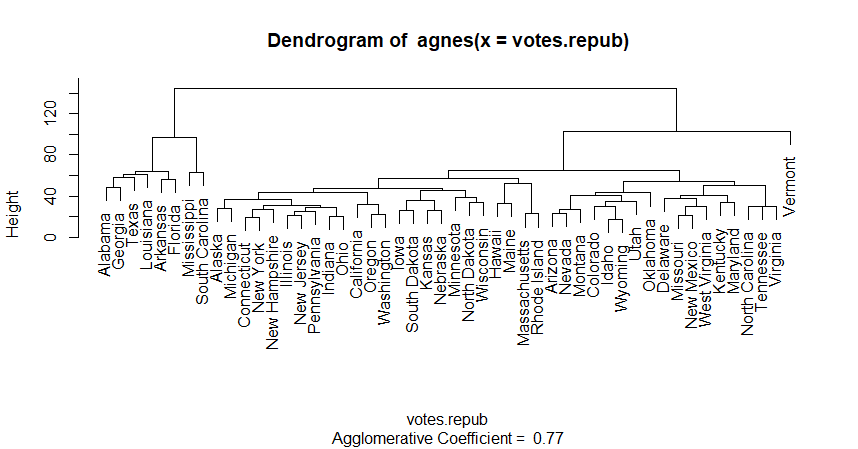 Dendrogram of agnes(x = votes.repub)
Height
0 40 80 120
Alabama
Georgia
Texas
Louisiana
Arkansas
Florida
Mississippi
South Carolina
Alaska
Michigan
Connecticut
New York
New Hampshire
Illinois
New Jersey
Pennsylvania
Indiana
Ohio
California
Oregon
Washington
Iowa
South Dakota
Kansas
Nebraska
Minnesota
North Dakota
Wisconsin
Hawaii
Maine
Massachusetts
Rhode Island
Arizona
Nevada
Montana
Colorado
Idaho
Wyoming
Utah
Oklahoma
Delaware
Missouri
New Mexico
West Virginia
Kentucky
Maryland
North Carolina
Tennessee
Virginia
Vermont
votes.repub
Agglomerative Coefficient = 0.77